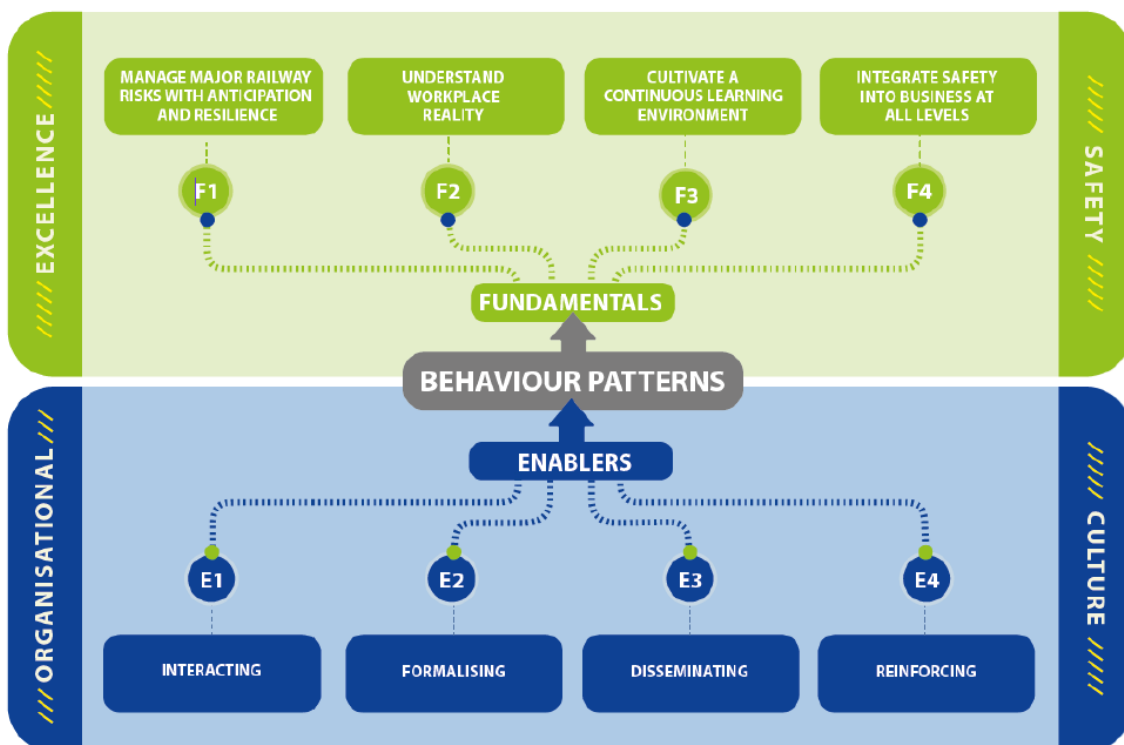 ///// EXCELLENCE /////
MANAGE MAJOR RAILWAY
RISKS WITH ANTICIPATION
AND RESILIENCE
UNDERSTAND
WORKPLACE
REALITY
CULTIVATE A
CONTINUOUS LEARNING
ENVIRONMENT
INTEGRATE SAFETY
INTO BUSINESS AT
ALL LEVELS
///// SAFETY /////
F1
F2
F3
F4
FUNDAMENTALS
BEHAVIOUR PATTERNS
ENABLERS
///ORGANISATIONAL///
E1
E2
E3
E4
INTERACTING
FORMALISING
DISSEMINATING
REINFORCING
///// CULTURE /////